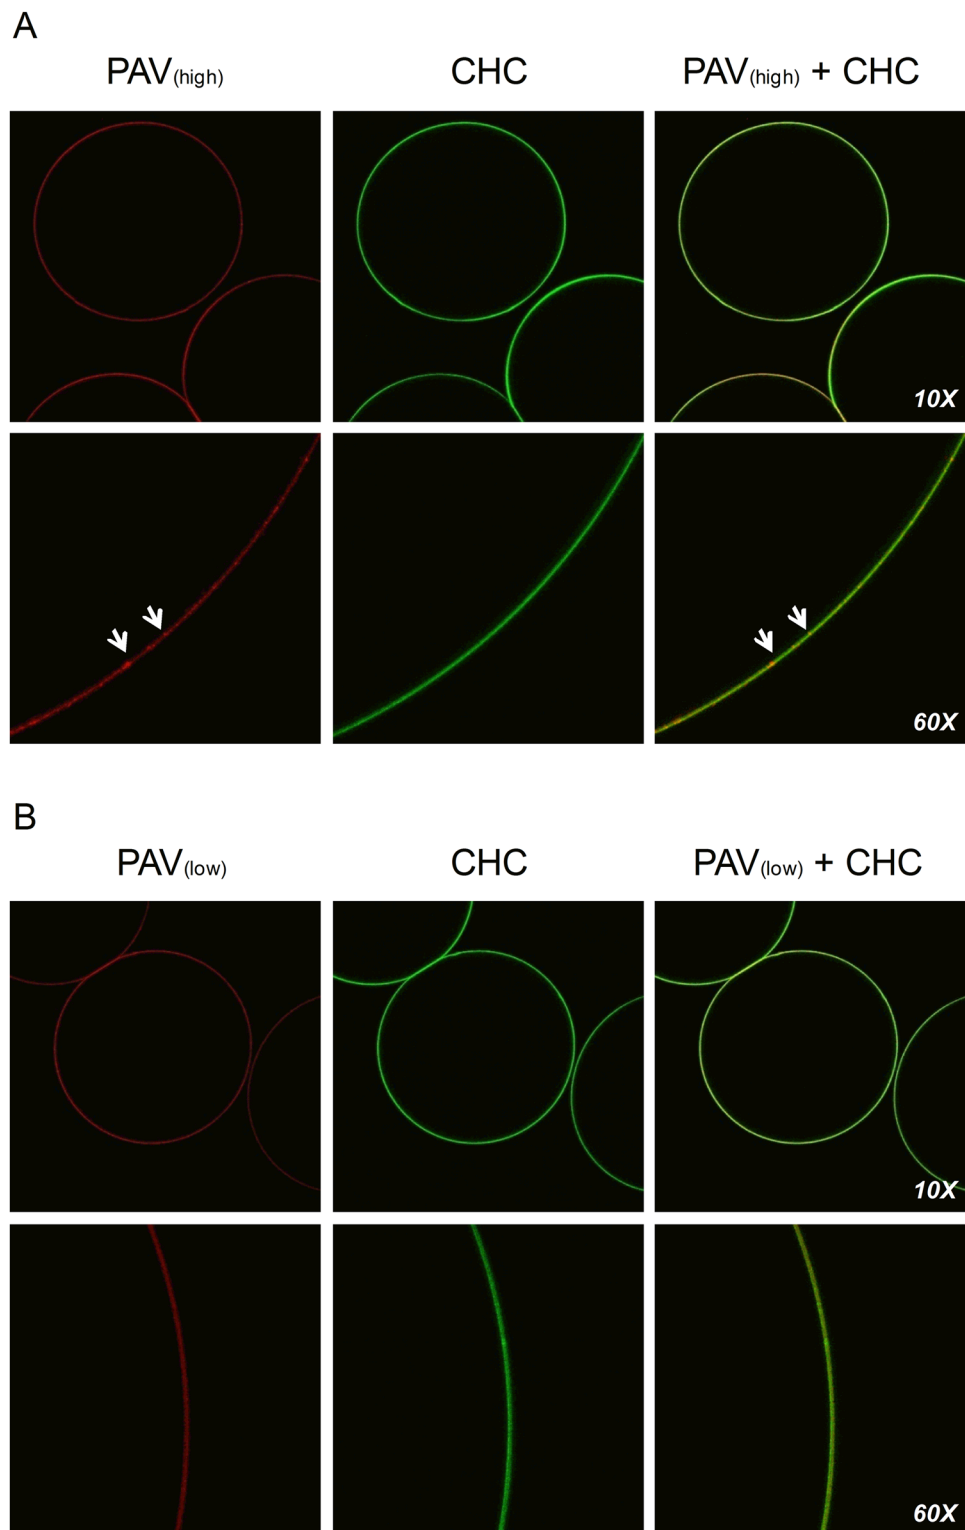 A
PAV(high) CHC PAV(high) + CHC
10X
60X
B
PAV(low) CHC PAV(low) + CHC
10X
60X